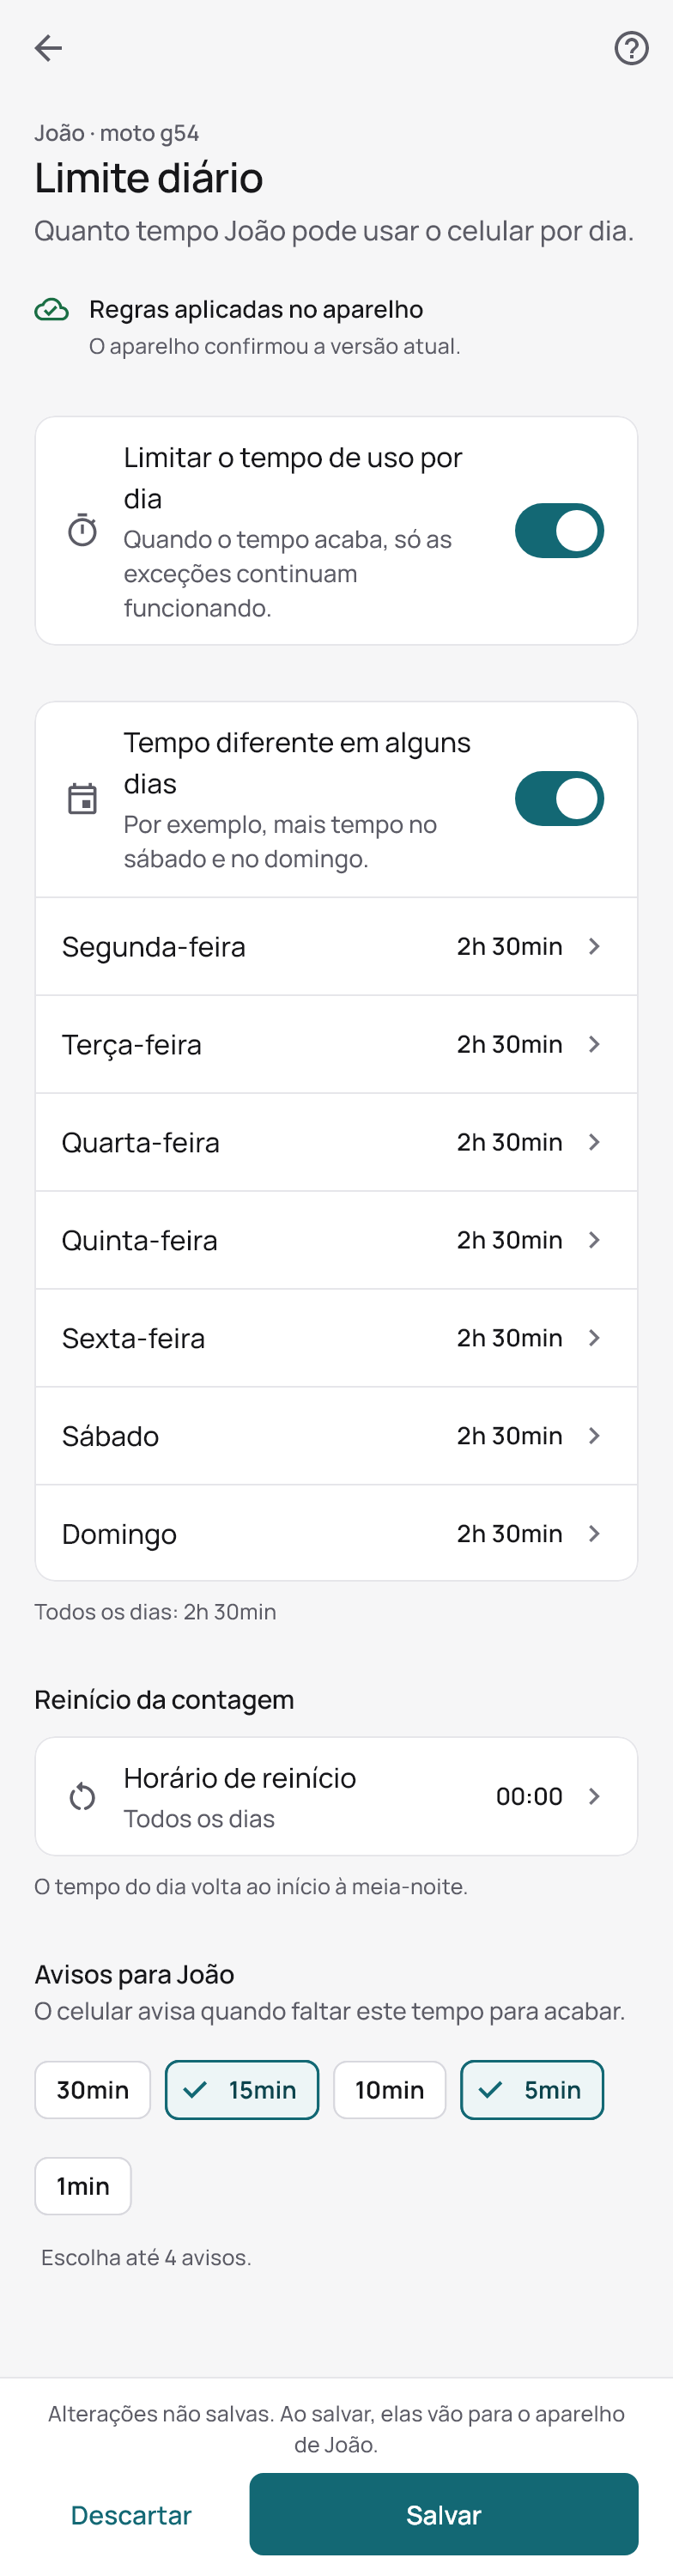 João · moto g54
Limite diário
Quanto tempo João pode usar o celular por dia.
Regras aplicadas no aparelho
O aparelho confirmou a versão atual.
Limitar o tempo de uso por
dia
Quando o tempo acaba, só as
exceções continuam
funcionando.
Tempo diferente em alguns
dias
Por exemplo, mais tempo no
sábado e no domingo.
Segunda-feira 2h 30min
Terça-feira 2h 30min
Quarta-feira 2h 30min
Quinta-feira 2h 30min
Sexta-feira 2h 30min
Sábado 2h 30min
Domingo 2h 30min
Todos os dias: 2h 30min
Reinício da contagem
Horário de reinício 00:00
Todos os dias
O tempo do dia volta ao início à meia-noite.
Avisos para João
O celular avisa quando faltar este tempo para acabar.
30min 15min 10min 5min
1min
Escolha até 4 avisos.
Alterações não salvas. Ao salvar, elas vão para o aparelho
de João.
Descartar Salvar